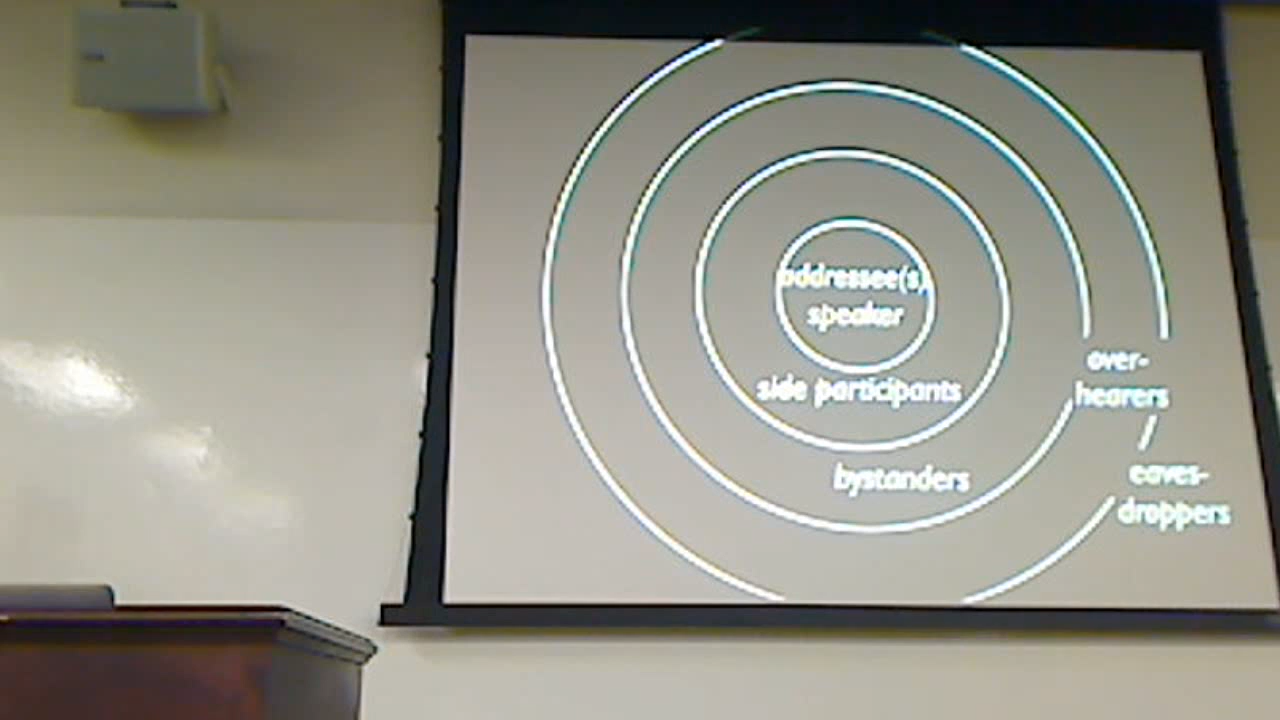 addressee(s)
speaker
side participants
bystanders
over-
hearers
eaves-
droppers